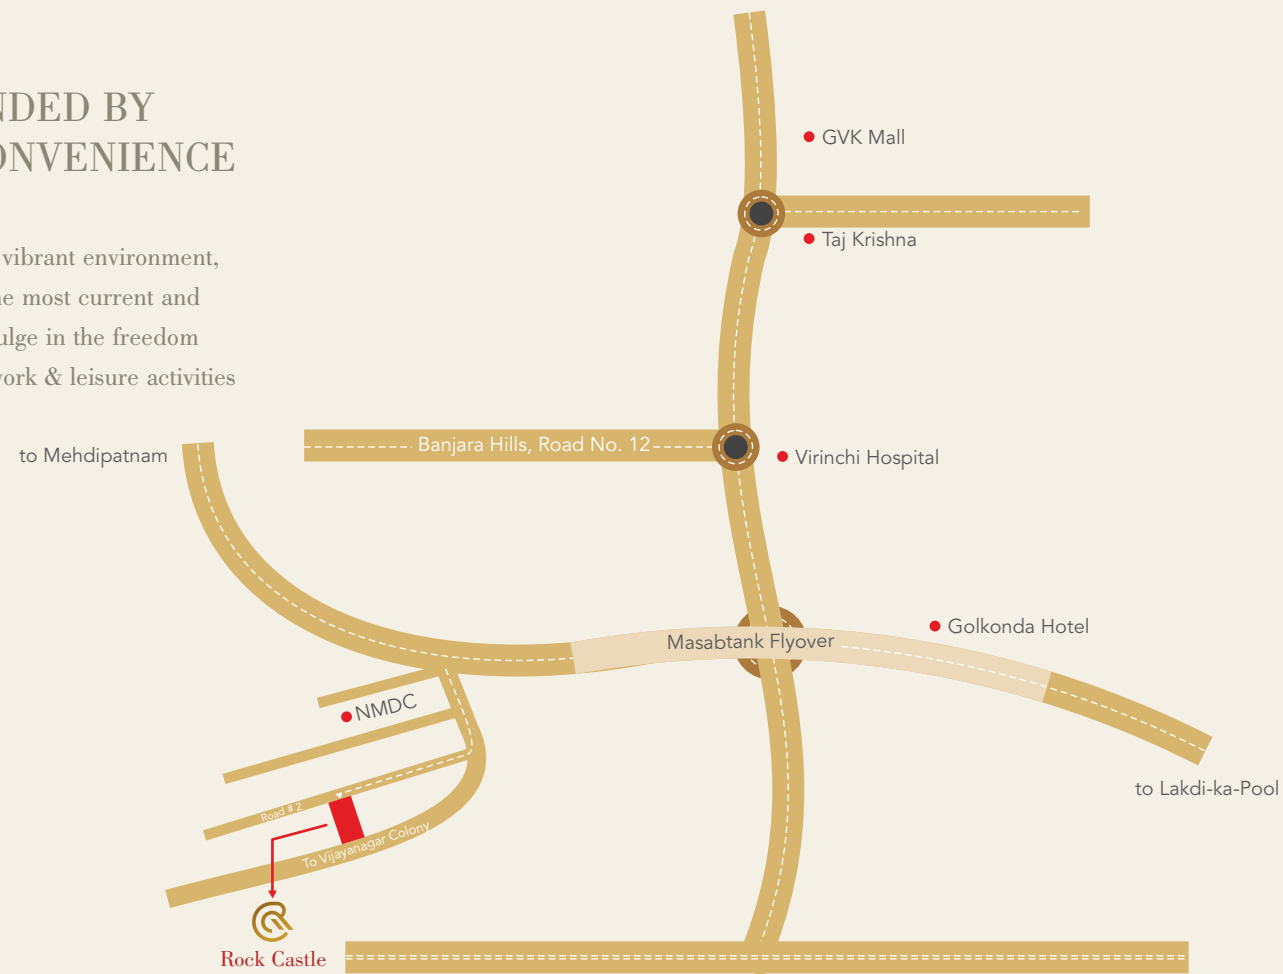 NDED BY
ONVENIENCE
vibrant environment,
most current and
in the freedom
& leisure activities
GVK Mall
Taj Krishna
to Mehdipatnam
Banjara Hills, Road No. 12
Virinchi Hospital
Golkonda Hotel
Masabtank Flyover
NMDC
to Lakdi-ka-Pool
Road # 2
To Vijayanagar Colony
Rock Castle